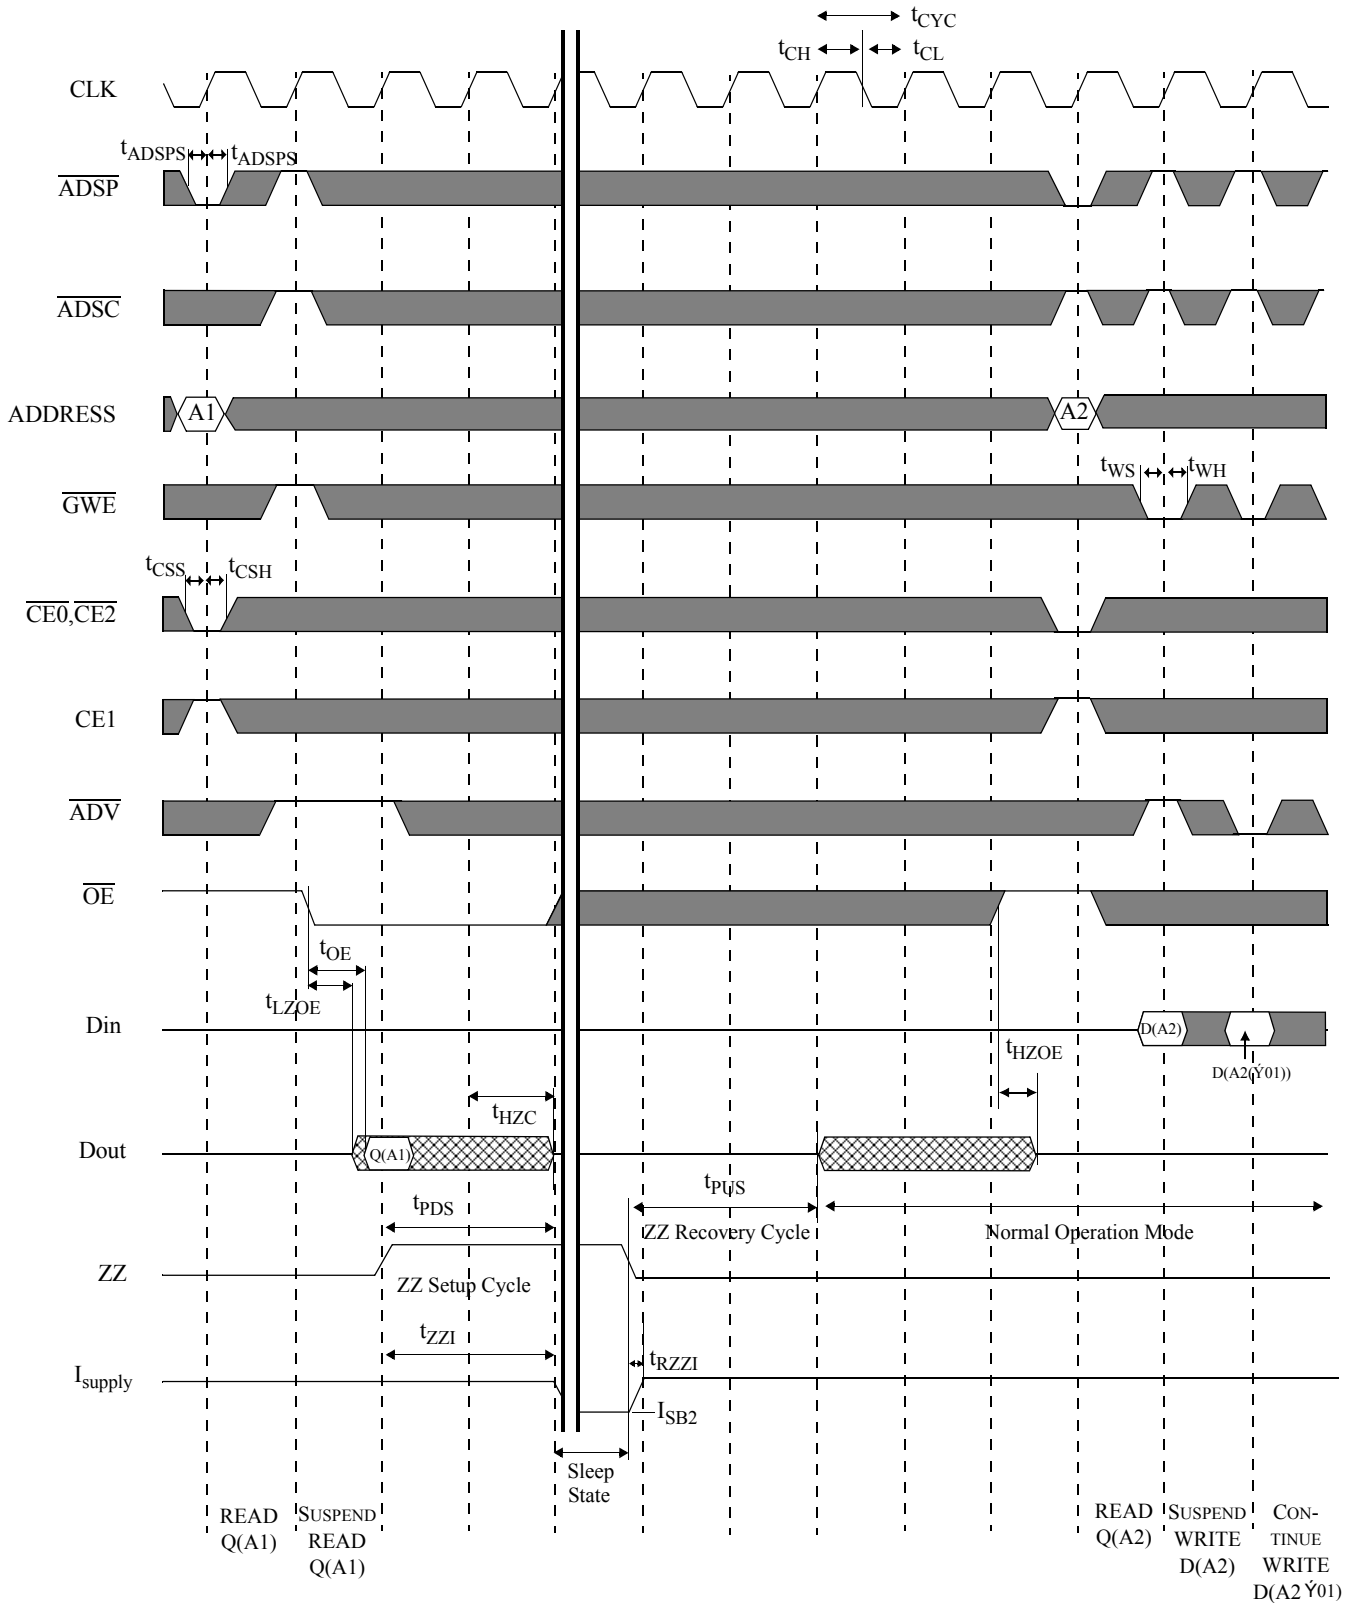 tCYC
tCH
tCL
CLK
tADSPS
tADSPS
ADSP
ADSC
ADDRESS
A1
A2
tWS
tWH
GWE
tCSS
tCSH
CE0,CE2
CE1
ADV
OE
tOE
tLZOE
Din
D(A2)
tHZOE
D(A2(Ý01))
tHZC
Dout
Q(A1)
tPUS
tPDS
ZZ Recovery Cycle
Normal Operation Mode
ZZ
ZZ Setup Cycle
tZZI
tRZZI
Isupply
ISB2
Sleep
State
READ
Q(A1)
SUSPEND
READ
Q(A1)
READ
Q(A2)
SUSPEND
WRITE
D(A2)
CON-
TINUE
WRITE
D(A2 Ý01)